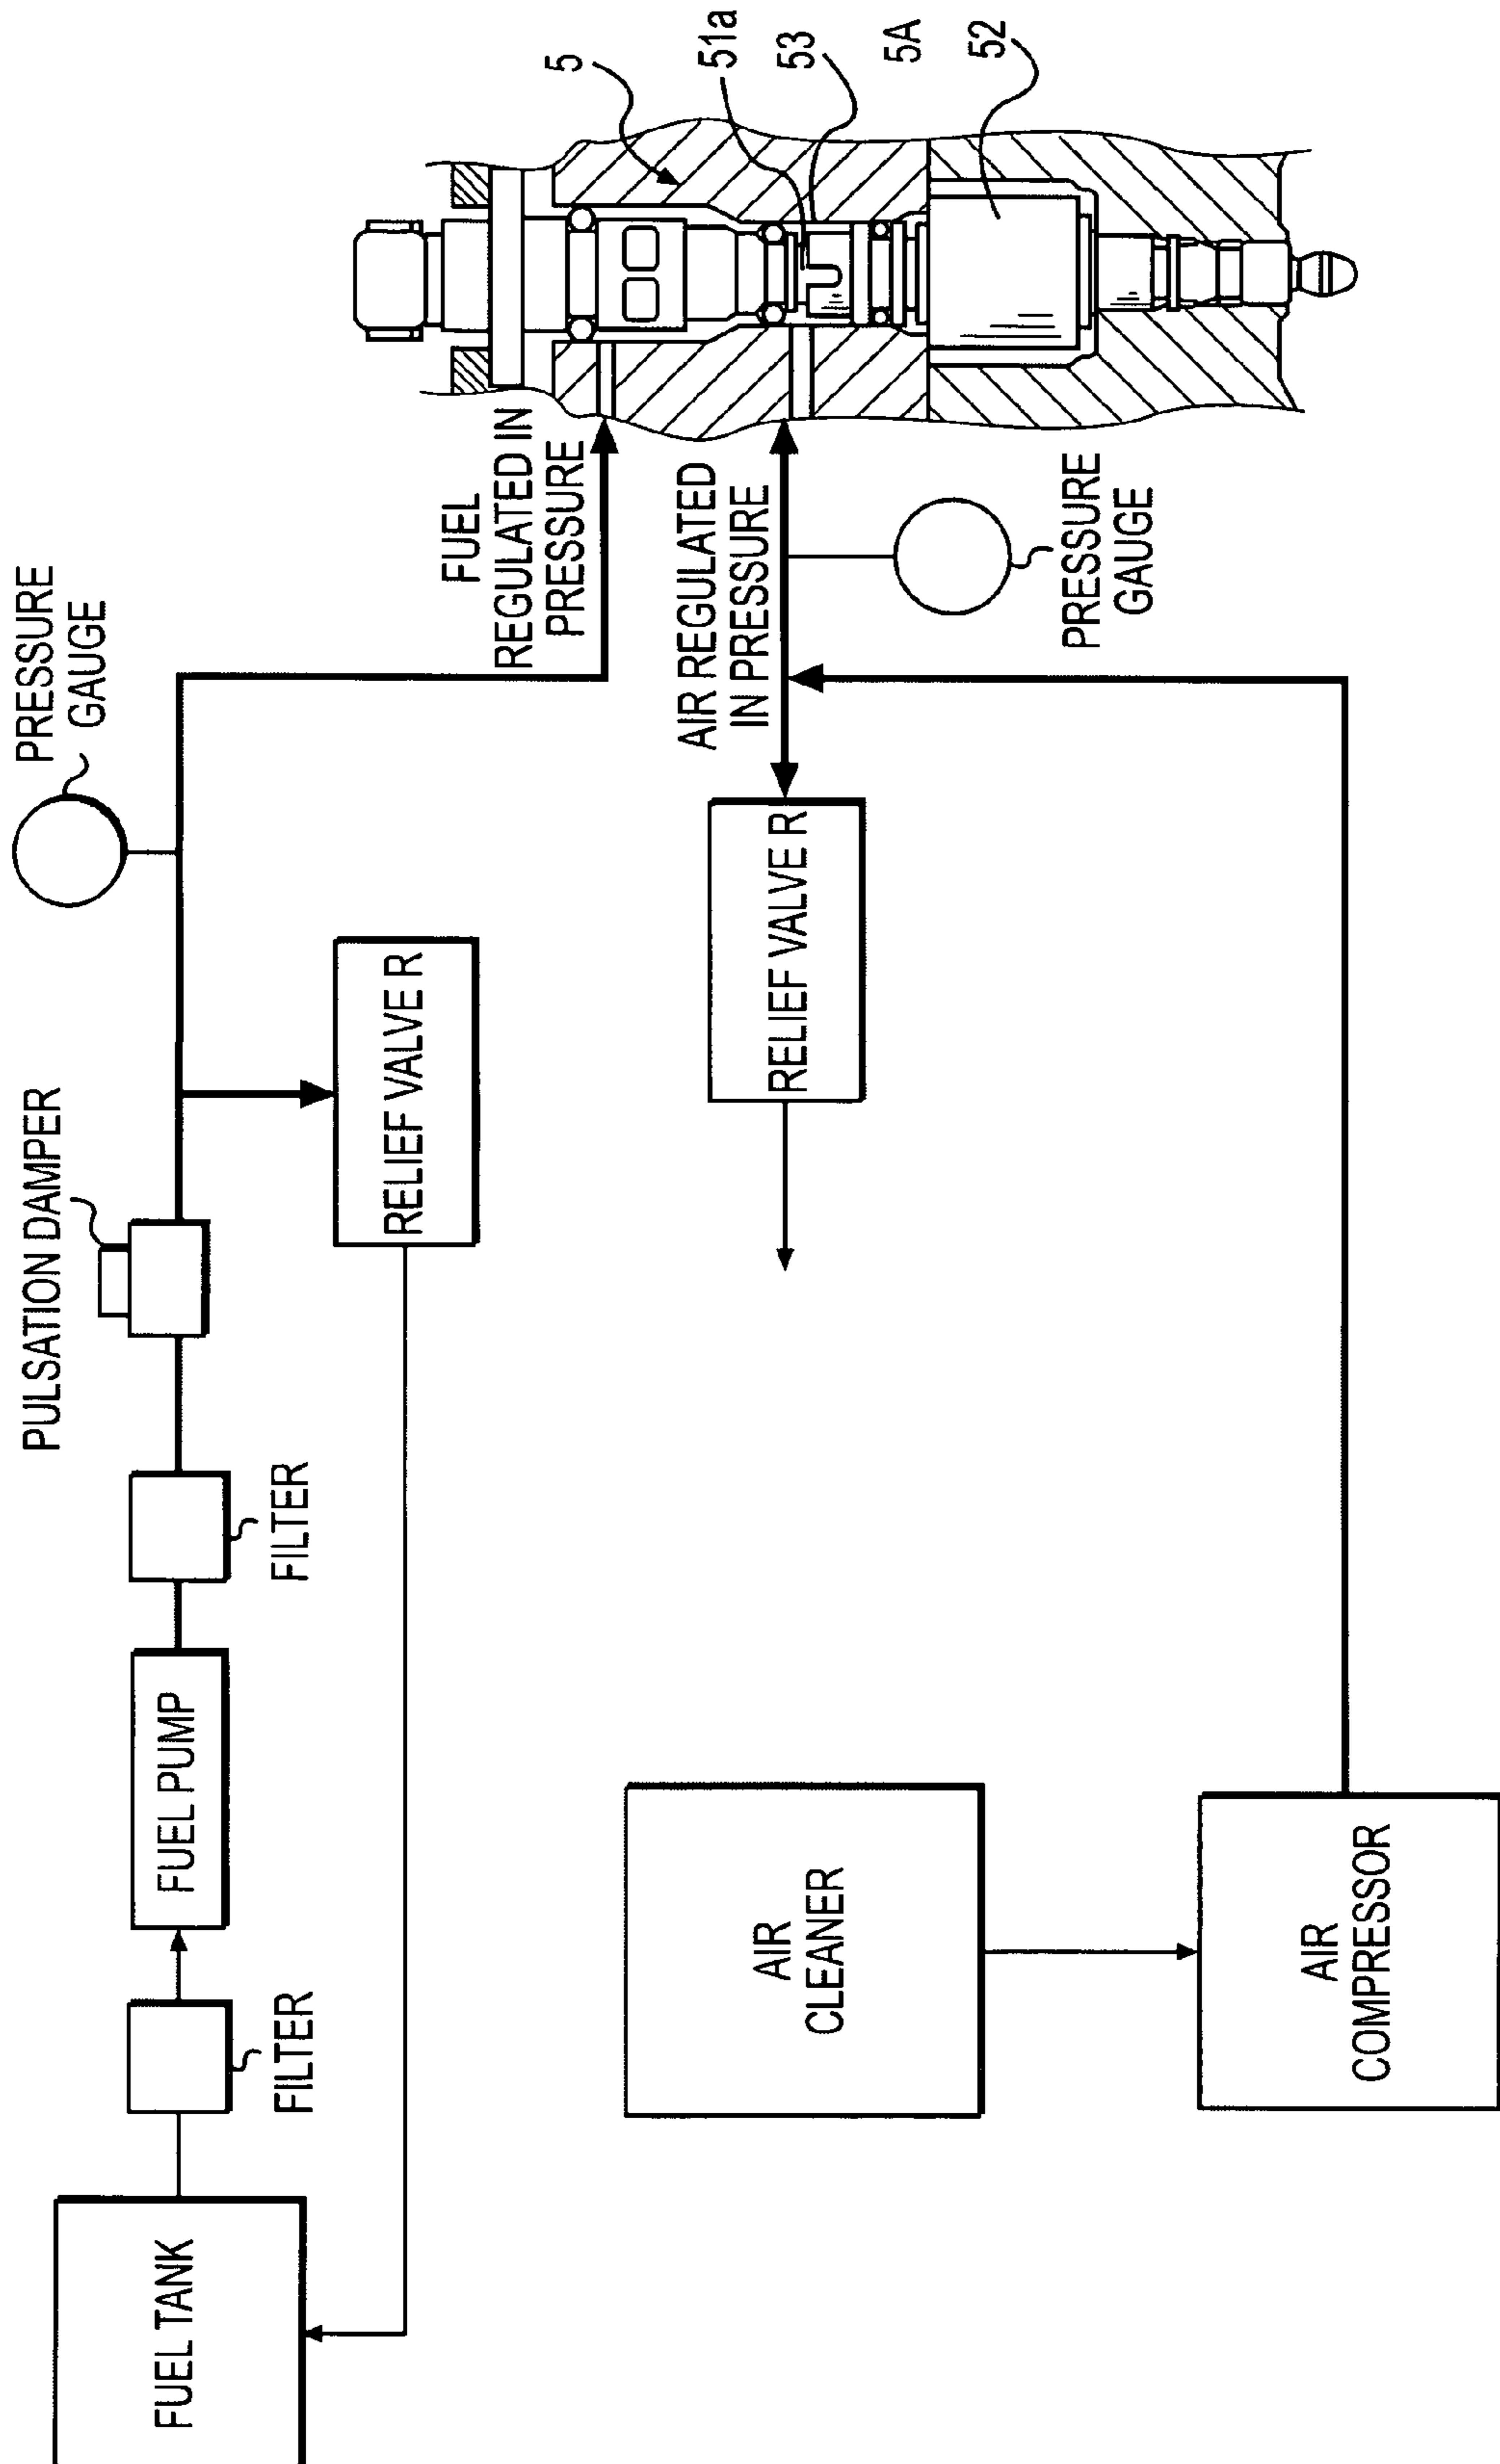 FUEL TANK
FILTER
FUEL PUMP
FILTER
PULSATION DAMPER
RELIEF VALVE R
PRESSURE
GAUGE
FUEL
REGULATED IN
PRESSURE
AIR REGULATED
IN PRESSURE
RELIEF VALVE R
PRESSURE
GAUGE
AIR
CLEANER
AIR
COMPRESSOR
5
51a
53
5A
52